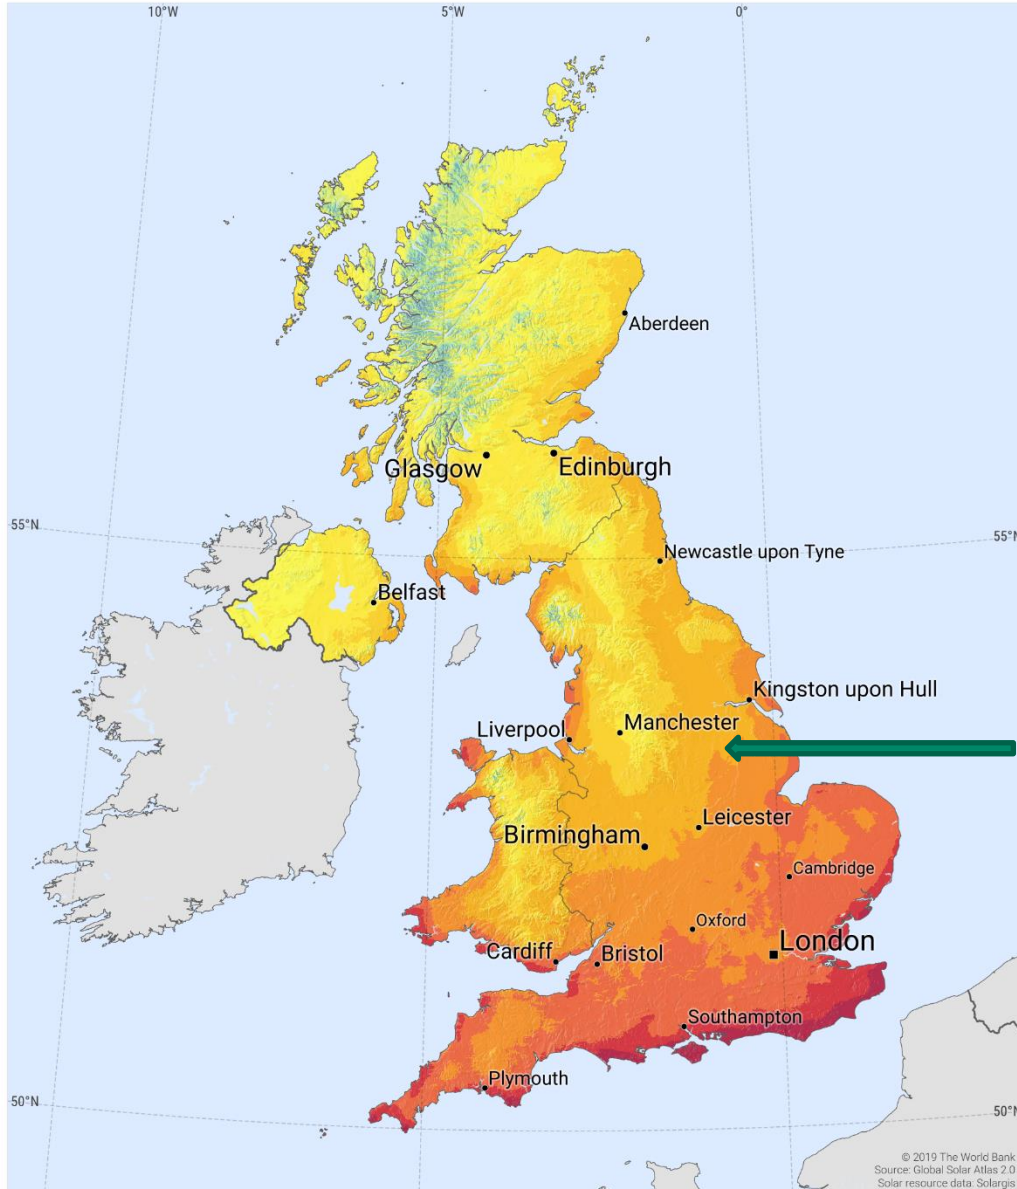 10°W
5°W
0°
Aberdeen
Glasgow
Edinburgh
55°N
55°N
Newcastle upon Tyne
Belfast
Kingston upon Hull
Liverpool
Manchester
Leicester
Birmingham
Cambridge
Oxford
London
Cardiff
Bristol
Southampton
Plymouth
50°N
50°N
© 2019 The World Bank
Source: Global Solar Atlas 2.0
Solar resource data: Solargis